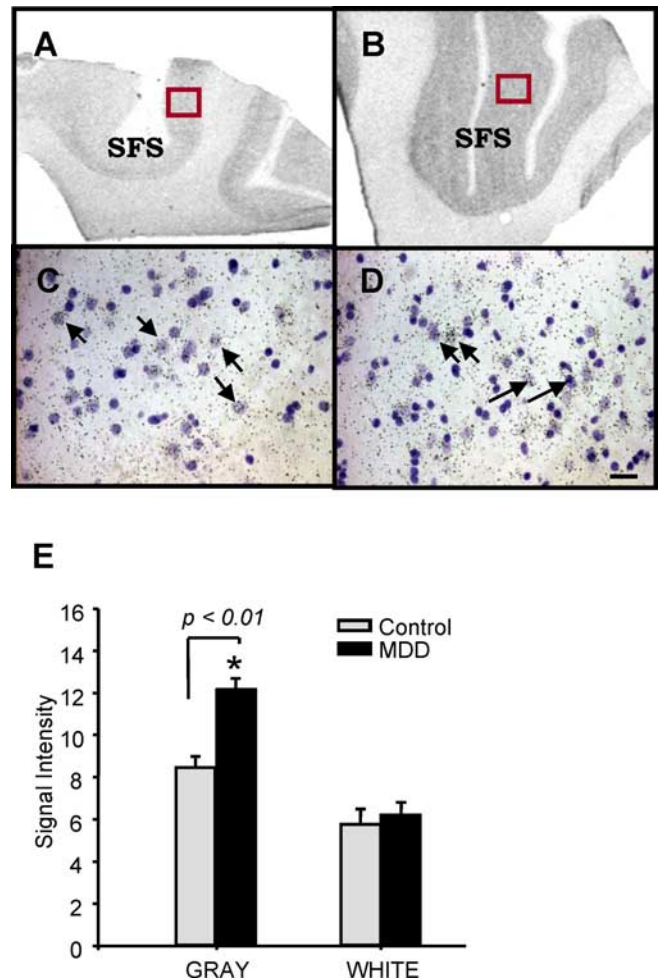 A
B
SFS
SFS
C
D
E
p < 0.01
*
Control
MDD
Signal Intensity
16
14
12
10
8
6
4
2
0
GRAY
WHITE